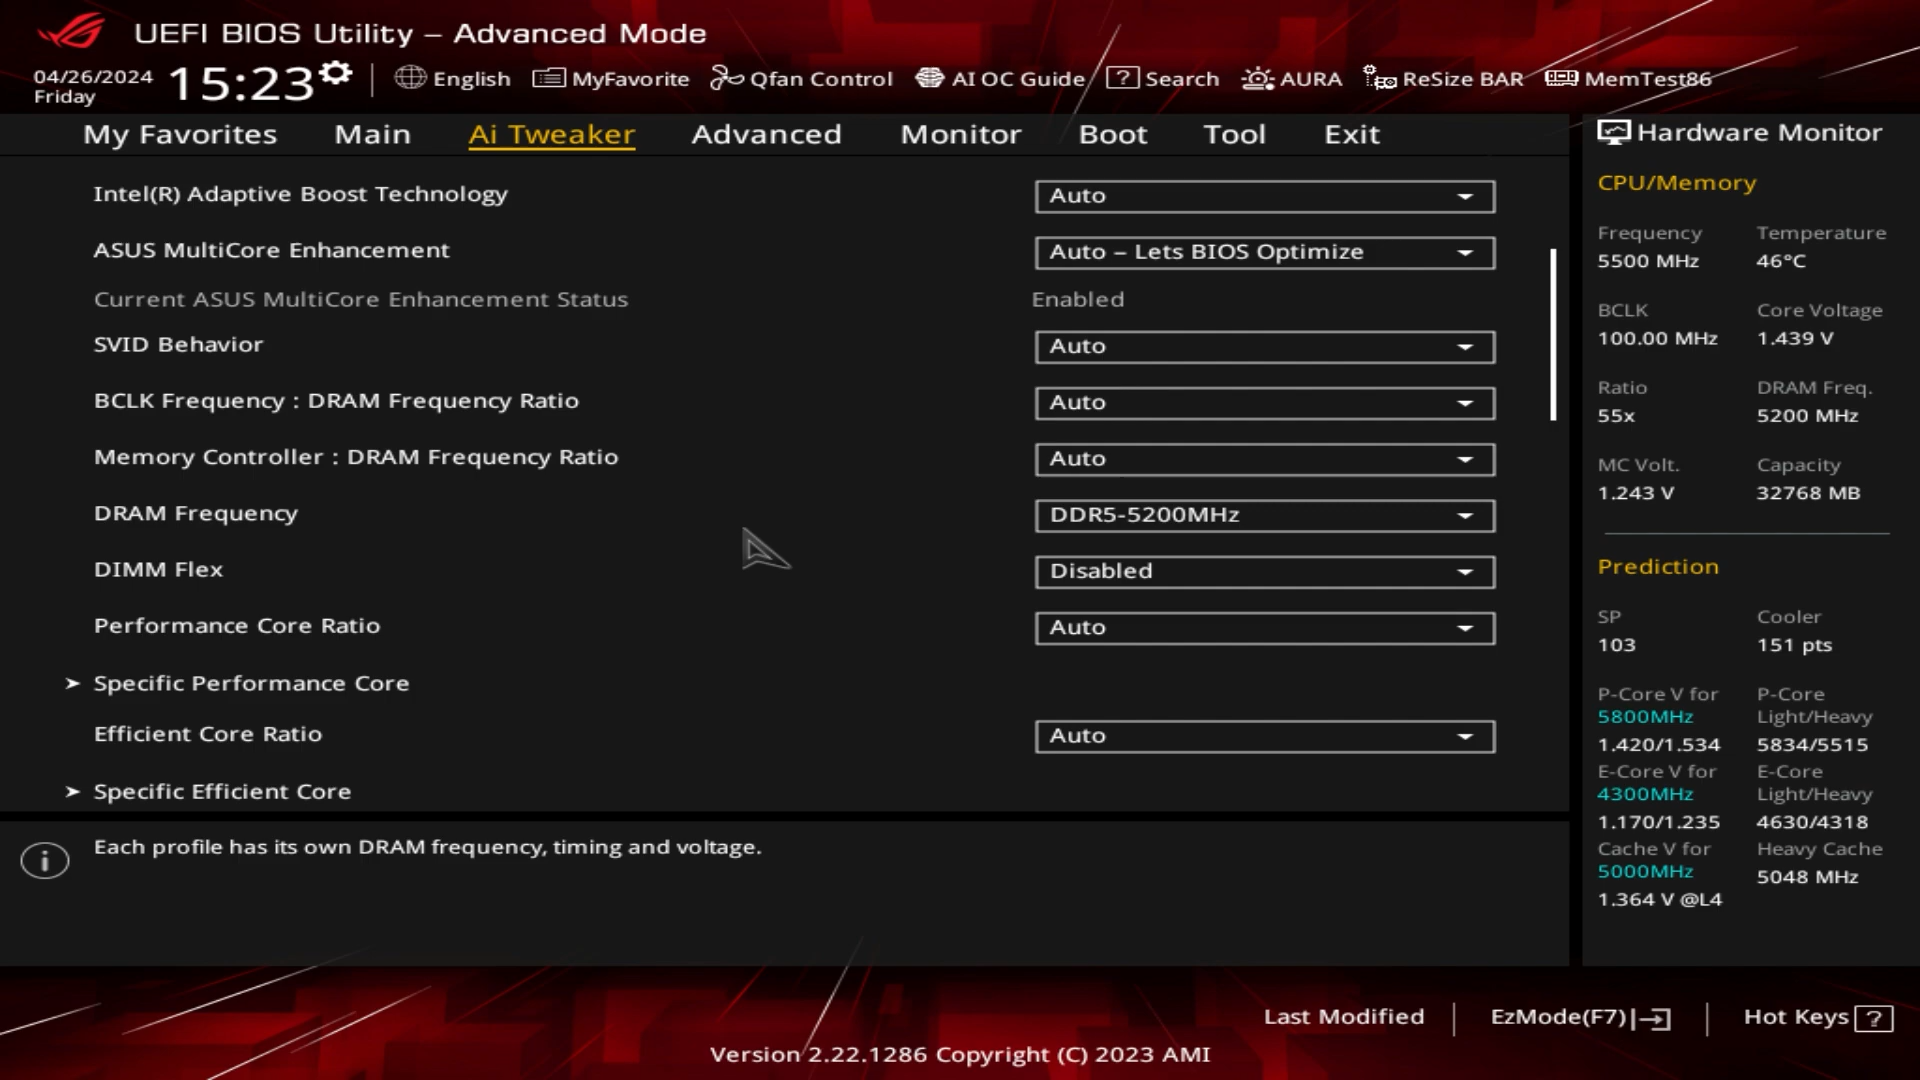 UEFI BIOS Utility – Advanced Mode
04/26/2024
Friday
15:23
English
MyFavorite
Qfan Control
AI OC Guide
? Search
AURA
ReSize BAR
MemTest86
My Favorites
Main
Ai Tweaker
Advanced
Monitor
Boot
Tool
Exit
Intel(R) Adaptive Boost Technology
Auto
ASUS MultiCore Enhancement
Auto – Lets BIOS Optimize
Current ASUS MultiCore Enhancement Status
Enabled
SVID Behavior
Auto
BCLK Frequency : DRAM Frequency Ratio
Auto
Memory Controller : DRAM Frequency Ratio
Auto
DRAM Frequency
DDR5-5200MHz
DIMM Flex
Disabled
Performance Core Ratio
Auto
Specific Performance Core
Efficient Core Ratio
Auto
Specific Efficient Core
Each profile has its own DRAM frequency, timing and voltage.
Hardware Monitor
CPU/Memory
Frequency
Temperature
5500 MHz
46°C
BCLK
Core Voltage
100.00 MHz
1.439 V
Ratio
DRAM Freq.
55x
5200 MHz
MC Volt.
Capacity
1.243 V
32768 MB
Prediction
SP
Cooler
103
151 pts
P-Core V for
5800MHz
P-Core
Light/Heavy
1.420/1.534
5834/5515
E-Core V for
4300MHz
E-Core
Light/Heavy
1.170/1.235
4630/4318
Cache V for
5000MHz
Heavy Cache
5048 MHz
1.364 V @L4
Last Modified
EzMode(F7)
Hot Keys ?
Version 2.22.1286 Copyright (C) 2023 AMI